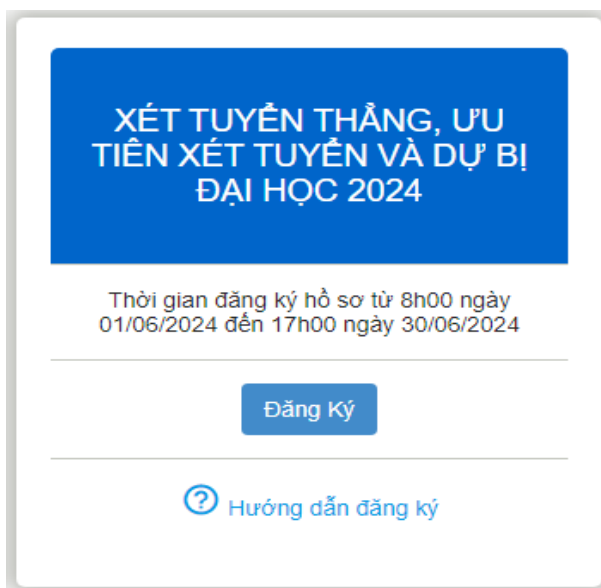 XÉT TUYỂN THẲNG, ƯU
TIÊN XÉT TUYỂN VÀ DỰ BỊ
ĐẠI HỌC 2024
Thời gian đăng ký hồ sơ từ 8h00 ngày
01/06/2024 đến 17h00 ngày 30/06/2024
Đăng Ký
Hướng dẫn đăng ký